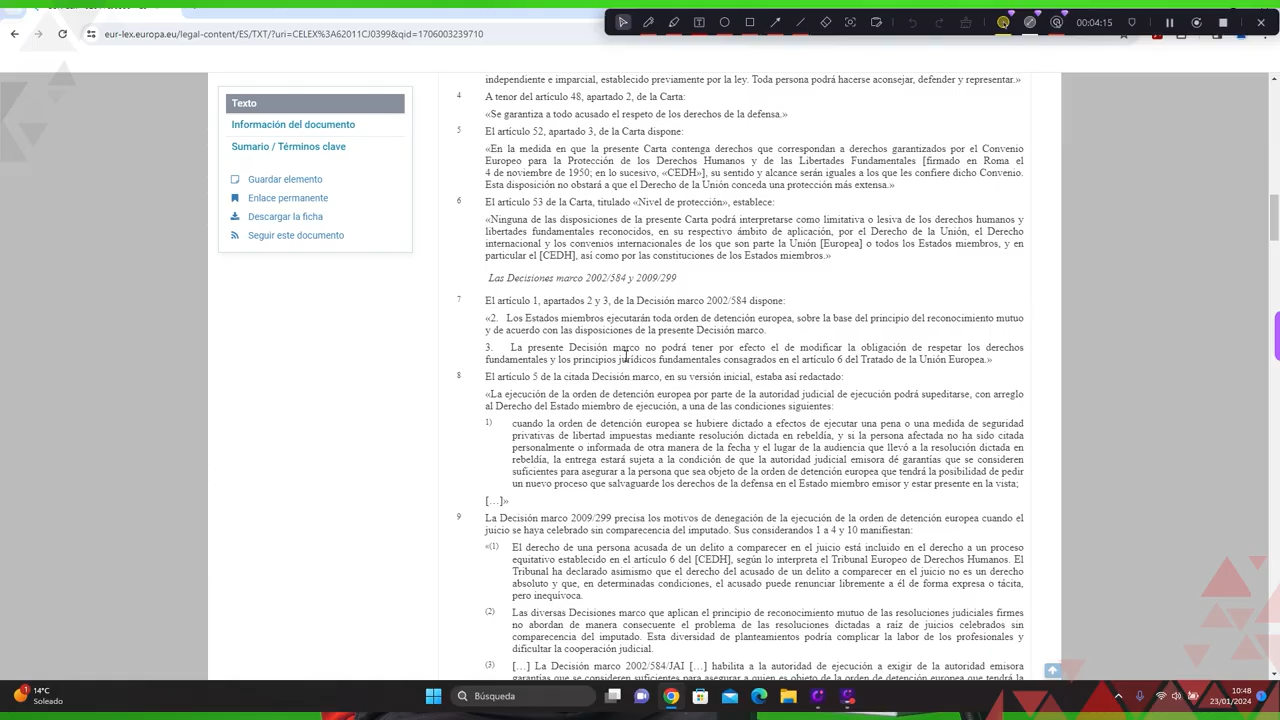 eur-lex.europa.eu/legal-content/ES/TXT/?uri=CELEX%3A62011CJ0399&qid=1706003239710
00:04:15
Texto
Información del documento
Sumario / Términos clave
Guardar elemento
Enlace permanente
Descargar la ficha
Seguir este documento
independiente e imparcial, establecido previamente por la ley. Toda persona podrá hacerse aconsejar, defender y representar.»
4 A tenor del artículo 48, apartado 2, de la Carta:
«Se garantiza a todo acusado el respeto de los derechos de la defensa.»
5 El artículo 52, apartado 3, de la Carta dispone:
«En la medida en que la presente Carta contenga derechos que correspondan a derechos garantizados por el Convenio
Europeo para la Protección de los Derechos Humanos y de las Libertades Fundamentales [firmado en Roma el
4 de noviembre de 1950; en lo sucesivo, «CEDH»], su sentido y alcance serán iguales a los que les confiere dicho Convenio.
Esta disposición no obstará a que el Derecho de la Unión conceda una protección más extensa.»
6 El artículo 53 de la Carta, titulado «Nivel de protección», establece:
«Ninguna de las disposiciones de la presente Carta podrá interpretarse como limitativa o lesiva de los derechos humanos y
libertades fundamentales reconocidos, en su respectivo ámbito de aplicación, por el Derecho de la Unión, el Derecho
internacional y los convenios internacionales de los que son parte la Unión [Europea] o todos los Estados miembros, y en
particular el [CEDH], así como por las constituciones de los Estados miembros.»
Las Decisiones marco 2002/584 y 2009/299
7 El artículo 1, apartados 2 y 3, de la Decisión marco 2002/584 dispone:
«2. Los Estados miembros ejecutarán toda orden de detención europea, sobre la base del principio del reconocimiento mutuo
y de acuerdo con las disposiciones de la presente Decisión marco.
3. La presente Decisión marco no podrá tener por efecto el de modificar la obligación de respetar los derechos
fundamentales y los principios jurídicos fundamentales consagrados en el artículo 6 del Tratado de la Unión Europea.»
8 El artículo 5 de la citada Decisión marco, en su versión inicial, estaba así redactado:
«La ejecución de la orden de detención europea por parte de la autoridad judicial de ejecución podrá supeditarse, con arreglo
al Derecho del Estado miembro de ejecución, a una de las condiciones siguientes:
1) cuando la orden de detención europea se hubiere dictado a efectos de ejecutar una pena o una medida de seguridad
privativas de libertad impuestas mediante resolución dictada en rebeldía, y si la persona afectada no ha sido citada
personalmente o informada de otra manera de la fecha y el lugar de la audiencia que llevó a la resolución dictada en
rebeldía, la entrega estará sujeta a la condición de que la autoridad judicial emisora dé garantías que se consideren
suficientes para asegurar a la persona que sea objeto de la orden de detención europea que tendrá la posibilidad de pedir
un nuevo proceso que salvaguarde los derechos de la defensa en el Estado miembro emisor y estar presente en la vista;
[…]»
9 La Decisión marco 2009/299 precisa los motivos de denegación de la ejecución de la orden de detención europea cuando el
juicio se haya celebrado sin comparecencia del imputado. Sus considerandos 1 a 4 y 10 manifiestan:
«(1) El derecho de una persona acusada de un delito a comparecer en el juicio está incluido en el derecho a un proceso
equitativo establecido en el artículo 6 del [CEDH], según lo interpreta el Tribunal Europeo de Derechos Humanos. El
Tribunal ha declarado asimismo que el derecho del acusado de un delito a comparecer en el juicio no es un derecho
absoluto y que, en determinadas condiciones, el acusado puede renunciar libremente a él de forma expresa o tácita,
pero inequívoca.
(2) Las diversas Decisiones marco que aplican el principio de reconocimiento mutuo de las resoluciones judiciales firmes
no abordan de manera consecuente el problema de las resoluciones dictadas a raíz de juicios celebrados sin
comparecencia del imputado. Esta diversidad de planteamientos podría complicar la labor de los profesionales y
dificultar la cooperación judicial.
(3) […] La Decisión marco 2002/584/JAI […] habilita a la autoridad de ejecución a exigir de la autoridad emisora
garantías que se consideren suficientes para asegurar a quien es objeto de la orden de detención europea que tendrá la
1
14°C
Soleado
Búsqueda
10:48
23/01/2024